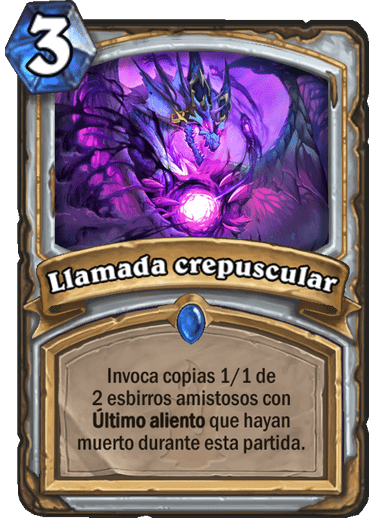 3
Llamada crepuscular
Invoca copias 1/1 de
2 esbirros amistosos con
Último aliento que hayan
muerto durante esta partida.